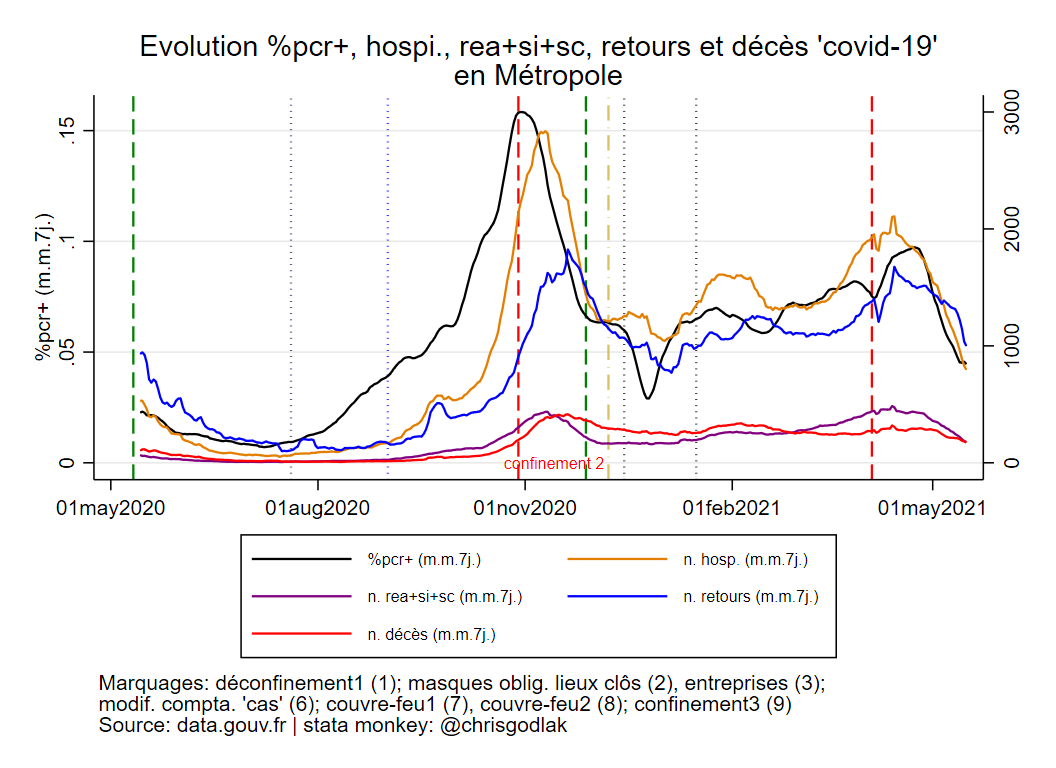 Evolution %pcr+, hospi., rea+si+sc, retours et décès 'covid-19'
en Métropole
%pcr+ (m.m.7j.)
0
.05
.1
.15
0
1000
2000
3000
confinement 2
01may2020
01aug2020
01nov2020
01feb2021
01may2021
%pcr+ (m.m.7j.)
n. hosp. (m.m.7j.)
n. rea+si+sc (m.m.7j.)
n. retours (m.m.7j.)
n. décès (m.m.7j.)
Marquages: déconfinement1 (1); masques oblig. lieux clôs (2), entreprises (3);
modif. compta. 'cas' (6); couvre-feu1 (7), couvre-feu2 (8); confinement3 (9)
Source: data.gouv.fr | stata monkey: @chrisgodlak